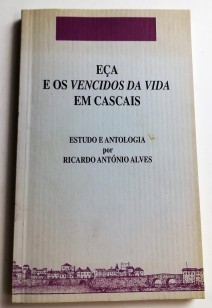 EÇA
E OS VENCIDOS DA VIDA
EM CASCAIS
ESTUDO E ANTOLOGIA
por
RICARDO ANTÓNIO ALVES